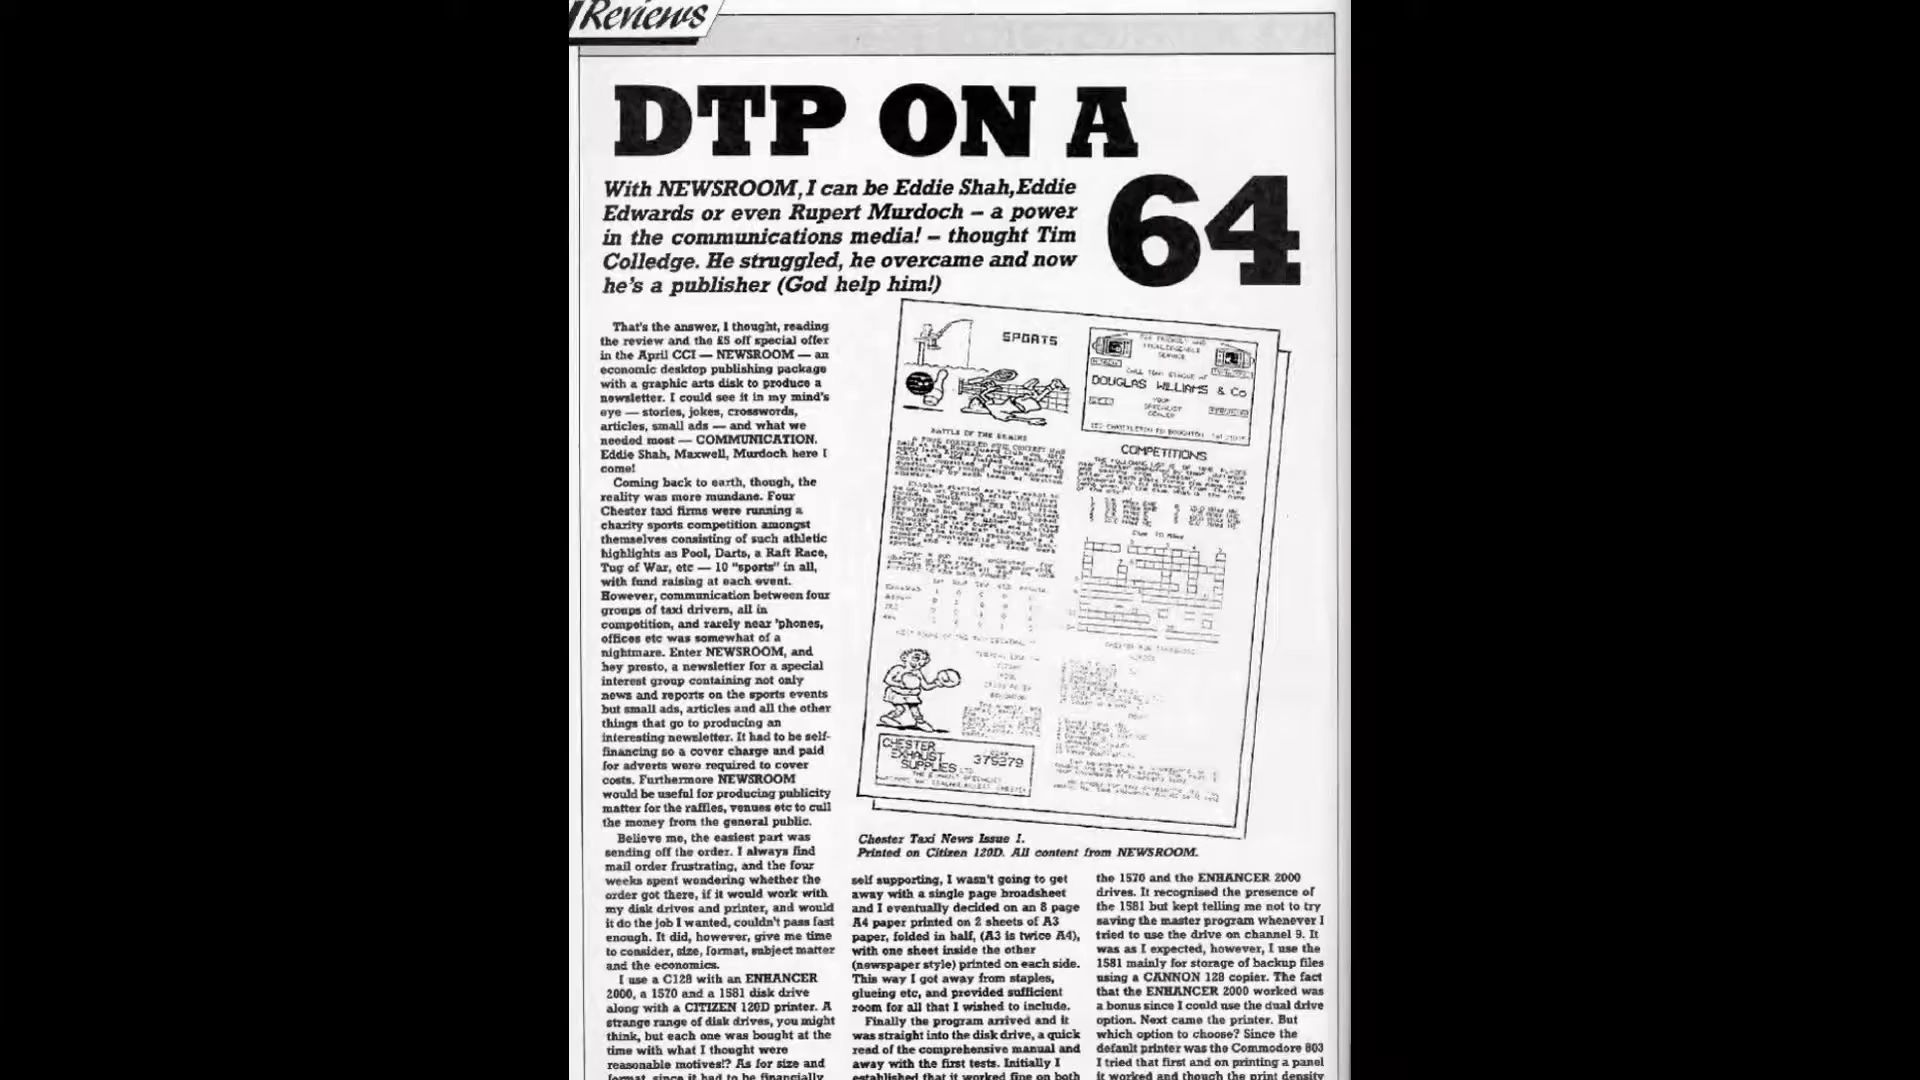 Reviews
DTP ON A
64
With NEWSROOM, I can be Eddie Shah,Eddie
Edwards or even Rupert Murdoch – a power
in the communications media! – thought Tim
Colledge. He struggled, he overcame and now
he's a publisher (God help him!)
That's the answer, I thought, reading
the review and the £5 off special offer
in the April CCI — NEWSROOM — an
economic desktop publishing package
with a graphic arts disk to produce a
newsletter. I could see it in my mind's
eye — stories, jokes, crosswords,
articles, small ads — and what we
needed most — COMMUNICATION.
Eddie Shah, Maxwell, Murdoch here I
come!
Coming back to earth, though, the
reality was more mundane. Four
Chester taxi firms were running a
charity sports competition amongst
themselves consisting of such athletic
highlights as Pool, Darts, a Raft Race,
Tug of War, etc — 10 "sports" in all,
with fund raising at each event.
However, communication between four
groups of taxi drivers, all in
competition, and rarely near 'phones,
offices etc was somewhat of a
nightmare. Enter NEWSROOM, and
hey presto, a newsletter for a special
interest group containing not only
news and reports on the sports events
but small ads, articles and all the other
things that go to producing an
interesting newsletter. It had to be self-
financing so a cover charge and paid
for adverts were required to cover
costs. Furthermore NEWSROOM
would be useful for producing publicity
matter for the raffles, venues etc to cull
the money from the general public.
Believe me, the easiest part was
sending off the order. I always find
mail order frustrating, and the four
weeks spent wondering whether the
order got there, if it would work with
my disk drives and printer, and would
it do the job I wanted, couldn't pass fast
enough. It did, however, give me time
to consider, size, format, subject matter
and the economics.
I use a C128 with an ENHANCER
2000, a 1570 and a 1581 disk drive
along with a CITIZEN 120D printer. A
strange range of disk drives, you might
think, but each one was bought at the
time with what I thought were
reasonable motives!? As for size and
format, since it had to be financially
SPORTS
DOUGLAS WILLIAMS & Co
YOUR
SPECIALIST
DEALER
BATTLE OF THE BRAINS
COMPETITIONS
CHESTER
EXHAUST
SUPPLIES LTD
379279
Chester Taxi News Issue 1.
Printed on Citizen 120D. All content from NEWSROOM.
self supporting, I wasn't going to get
away with a single page broadsheet
and I eventually decided on an 8 page
A4 paper printed on 2 sheets of A3
paper, folded in half, (A3 is twice A4),
with one sheet inside the other
(newspaper style) printed on each side.
This way I got away from staples,
glueing etc, and provided sufficient
room for all that I wished to include.
Finally the program arrived and it
was straight into the disk drive, a quick
read of the comprehensive manual and
away with the first tests. Initially I
established that it worked fine on both
the 1570 and the ENHANCER 2000
drives. It recognised the presence of
the 1581 but kept telling me not to try
saving the master program whenever I
tried to use the drive on channel 9. It
was as I expected, however, I use the
1581 mainly for storage of backup files
using a CANNON 128 copier. The fact
that the ENHANCER 2000 worked was
a bonus since I could use the dual drive
option. Next came the printer. But
which option to choose? Since the
default printer was the Commodore 803
I tried that first and on printing a panel
it worked and though the print density